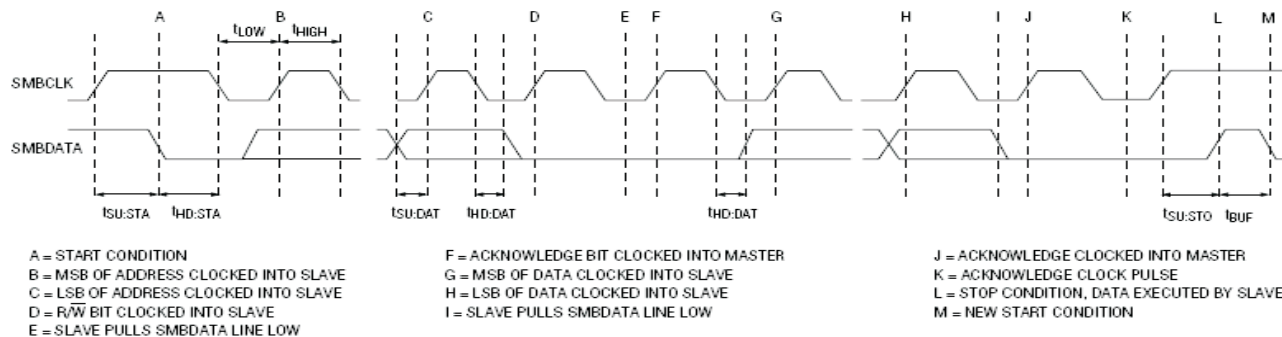 A B C D E F G H I J K L M
tLOW tHIGH
SMBCLK
SMBDATA
tSU:STA tHD:STA tSU:DAT tHD:DAT tHD:DAT tSU:STO tBUF
A = START CONDITION
B = MSB OF ADDRESS CLOCKED INTO SLAVE
C = LSB OF ADDRESS CLOCKED INTO SLAVE
D = R/W̅ BIT CLOCKED INTO SLAVE
E = SLAVE PULLS SMBDATA LINE LOW
F = ACKNOWLEDGE BIT CLOCKED INTO MASTER
G = MSB OF DATA CLOCKED INTO SLAVE
H = LSB OF DATA CLOCKED INTO SLAVE
I = SLAVE PULLS SMBDATA LINE LOW
J = ACKNOWLEDGE CLOCKED INTO MASTER
K = ACKNOWLEDGE CLOCK PULSE
L = STOP CONDITION, DATA EXECUTED BY SLAVE
M = NEW START CONDITION